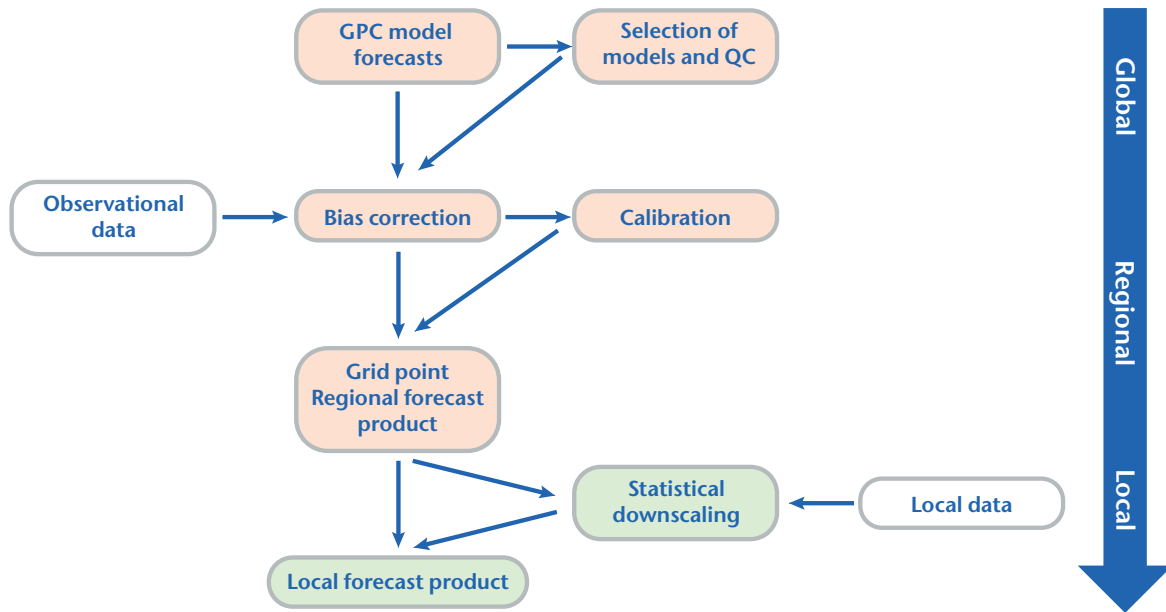 GPC model
forecasts
Selection of
models and QC
Global
Observational
data
Bias correction
Calibration
Regional
Grid point
Regional forecast
product
Statistical
downscaling
Local data
Local
Local forecast product